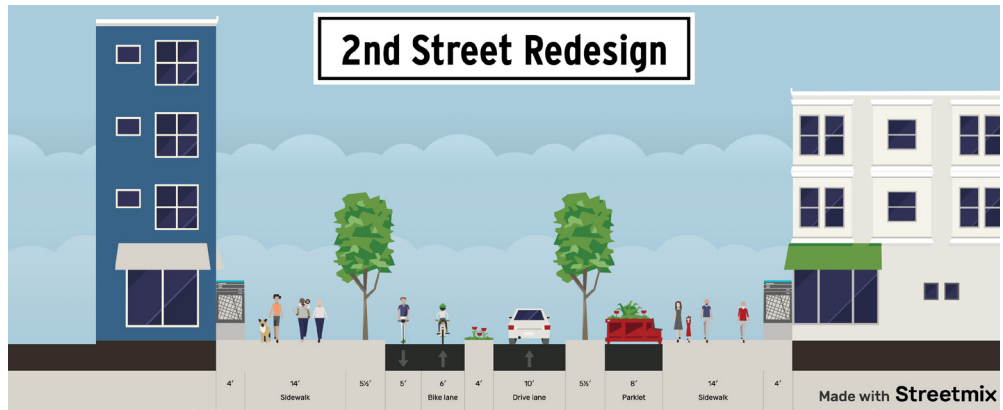 2nd Street Redesign
4' 14' 5½' 5' 6' 4' 10' 5½' 8' 14' 4'
Sidewalk Bike lane Drive lane Parklet Sidewalk
Made with Streetmix